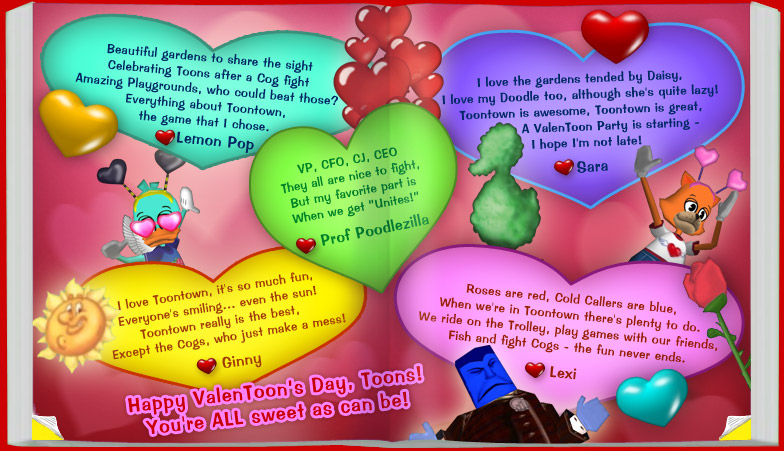 Beautiful gardens to share the sight
Celebrating Toons after a Cog fight
Amazing Playgrounds, who could beat those?
Everything about Toontown,
the game that I chose.
Lemon Pop
I love the gardens tended by Daisy,
I love my Doodle too, although she's quite lazy!
Toontown is awesome, Toontown is great,
A ValenToon Party is starting -
I hope I'm not late!
Sara
VP, CFO, CJ, CEO
They all are nice to fight,
But my favorite part is
When we get "Unites!"
Prof Poodlezilla
I love Toontown, it's so much fun,
Everyone's smiling... even the sun!
Toontown really is the best,
Except the Cogs, who just make a mess!
Ginny
Roses are red, Cold Callers are blue,
When we're in Toontown there's plenty to do.
We ride on the Trolley, play games with our friends,
Fish and fight Cogs - the fun never ends.
Lexi
Happy ValenToon's Day, Toons!
You're ALL sweet as can be!